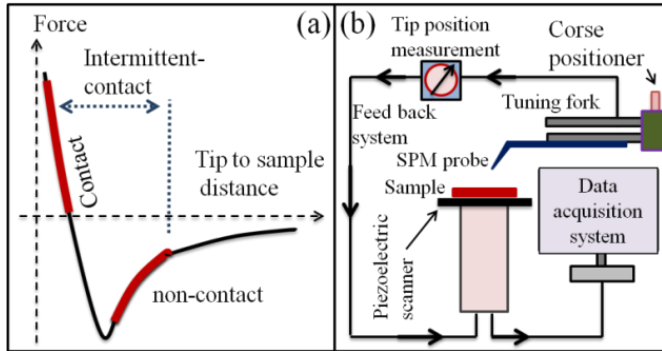 Force
(a)
Intermittent-
contact
Contact
Tip to sample
distance
non-contact
(b)
Tip position
measurement
Corse
positioner
Tuning fork
Feed back
system
SPM probe
Sample
Data
acquisition
system
Piezoelectric
scanner